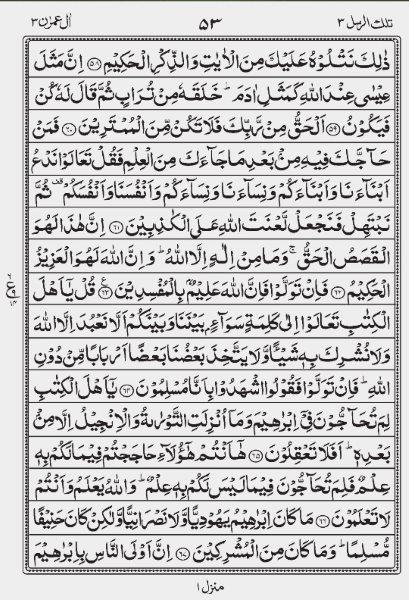 تلك الرسل ٣ ٥٣ اٰل عمرٰن ٣
ذٰلِكَ نَتْلُوْهُ عَلَيْكَ مِنَ الْاٰيٰتِ وَالذِّكْرِ الْحَكِيْمِ ﴿٥٨﴾ اِنَّ مَثَلَ
عِيْسٰى عِنْدَ اللّٰهِ كَمَثَلِ اٰدَمَ ؕ خَلَقَهٗ مِنْ تُرَابٍ ثُمَّ قَالَ لَهٗ كُنْ
فَيَكُوْنُ ﴿٥٩﴾ اَلْحَقُّ مِنْ رَّبِّكَ فَلَا تَكُنْ مِّنَ الْمُمْتَرِيْنَ ﴿٦٠﴾ فَمَنْ
حَآجَّكَ فِيْهِ مِنْۢ بَعْدِ مَا جَآءَكَ مِنَ الْعِلْمِ فَقُلْ تَعَالَوْا نَدْعُ
اَبْنَآءَنَا وَاَبْنَآءَكُمْ وَنِسَآءَنَا وَنِسَآءَكُمْ وَاَنْفُسَنَا وَاَنْفُسَكُمْ ۫ ثُمَّ
نَبْتَهِلْ فَنَجْعَلْ لَّعْنَتَ اللّٰهِ عَلَى الْكٰذِبِيْنَ ﴿٦١﴾ اِنَّ هٰذَا لَهُوَ
الْقَصَصُ الْحَقُّ ۚ وَمَا مِنْ اِلٰهٍ اِلَّا اللّٰهُ ؕ وَاِنَّ اللّٰهَ لَهُوَ الْعَزِيْزُ
الْحَكِيْمُ ﴿٦٢﴾ فَاِنْ تَوَلَّوْا فَاِنَّ اللّٰهَ عَلِيْمٌۢ بِالْمُفْسِدِيْنَ ﴿٦٣﴾ قُلْ يٰٓاَهْلَ
الْكِتٰبِ تَعَالَوْا اِلٰى كَلِمَةٍ سَوَآءٍۢ بَيْنَنَا وَبَيْنَكُمْ اَلَّا نَعْبُدَ اِلَّا اللّٰهَ
وَلَا نُشْرِكَ بِهٖ شَيْـًٔا وَّلَا يَتَّخِذَ بَعْضُنَا بَعْضًا اَرْبَابًا مِّنْ دُوْنِ
اللّٰهِ ؕ فَاِنْ تَوَلَّوْا فَقُوْلُوا اشْهَدُوْا بِاَنَّا مُسْلِمُوْنَ ﴿٦٤﴾ يٰٓاَهْلَ الْكِتٰبِ
لِمَ تُحَآجُّوْنَ فِيْٓ اِبْرٰهِيْمَ وَمَآ اُنْزِلَتِ التَّوْرٰىةُ وَالْاِنْجِيْلُ اِلَّا مِنْۢ
بَعْدِهٖ ؕ اَفَلَا تَعْقِلُوْنَ ﴿٦٥﴾ هٰٓاَنْتُمْ هٰٓؤُلَآءِ حَاجَجْتُمْ فِيْمَا لَكُمْ بِهٖ
عِلْمٌ فَلِمَ تُحَآجُّوْنَ فِيْمَا لَيْسَ لَكُمْ بِهٖ عِلْمٌ ؕ وَاللّٰهُ يَعْلَمُ وَاَنْتُمْ
لَا تَعْلَمُوْنَ ﴿٦٦﴾ مَا كَانَ اِبْرٰهِيْمُ يَهُوْدِيًّا وَّلَا نَصْرَانِيًّا وَّلٰكِنْ كَانَ حَنِيْفًا
مُّسْلِمًا ؕ وَمَا كَانَ مِنَ الْمُشْرِكِيْنَ ﴿٦٧﴾ اِنَّ اَوْلَى النَّاسِ بِاِبْرٰهِيْمَ
منزل ١